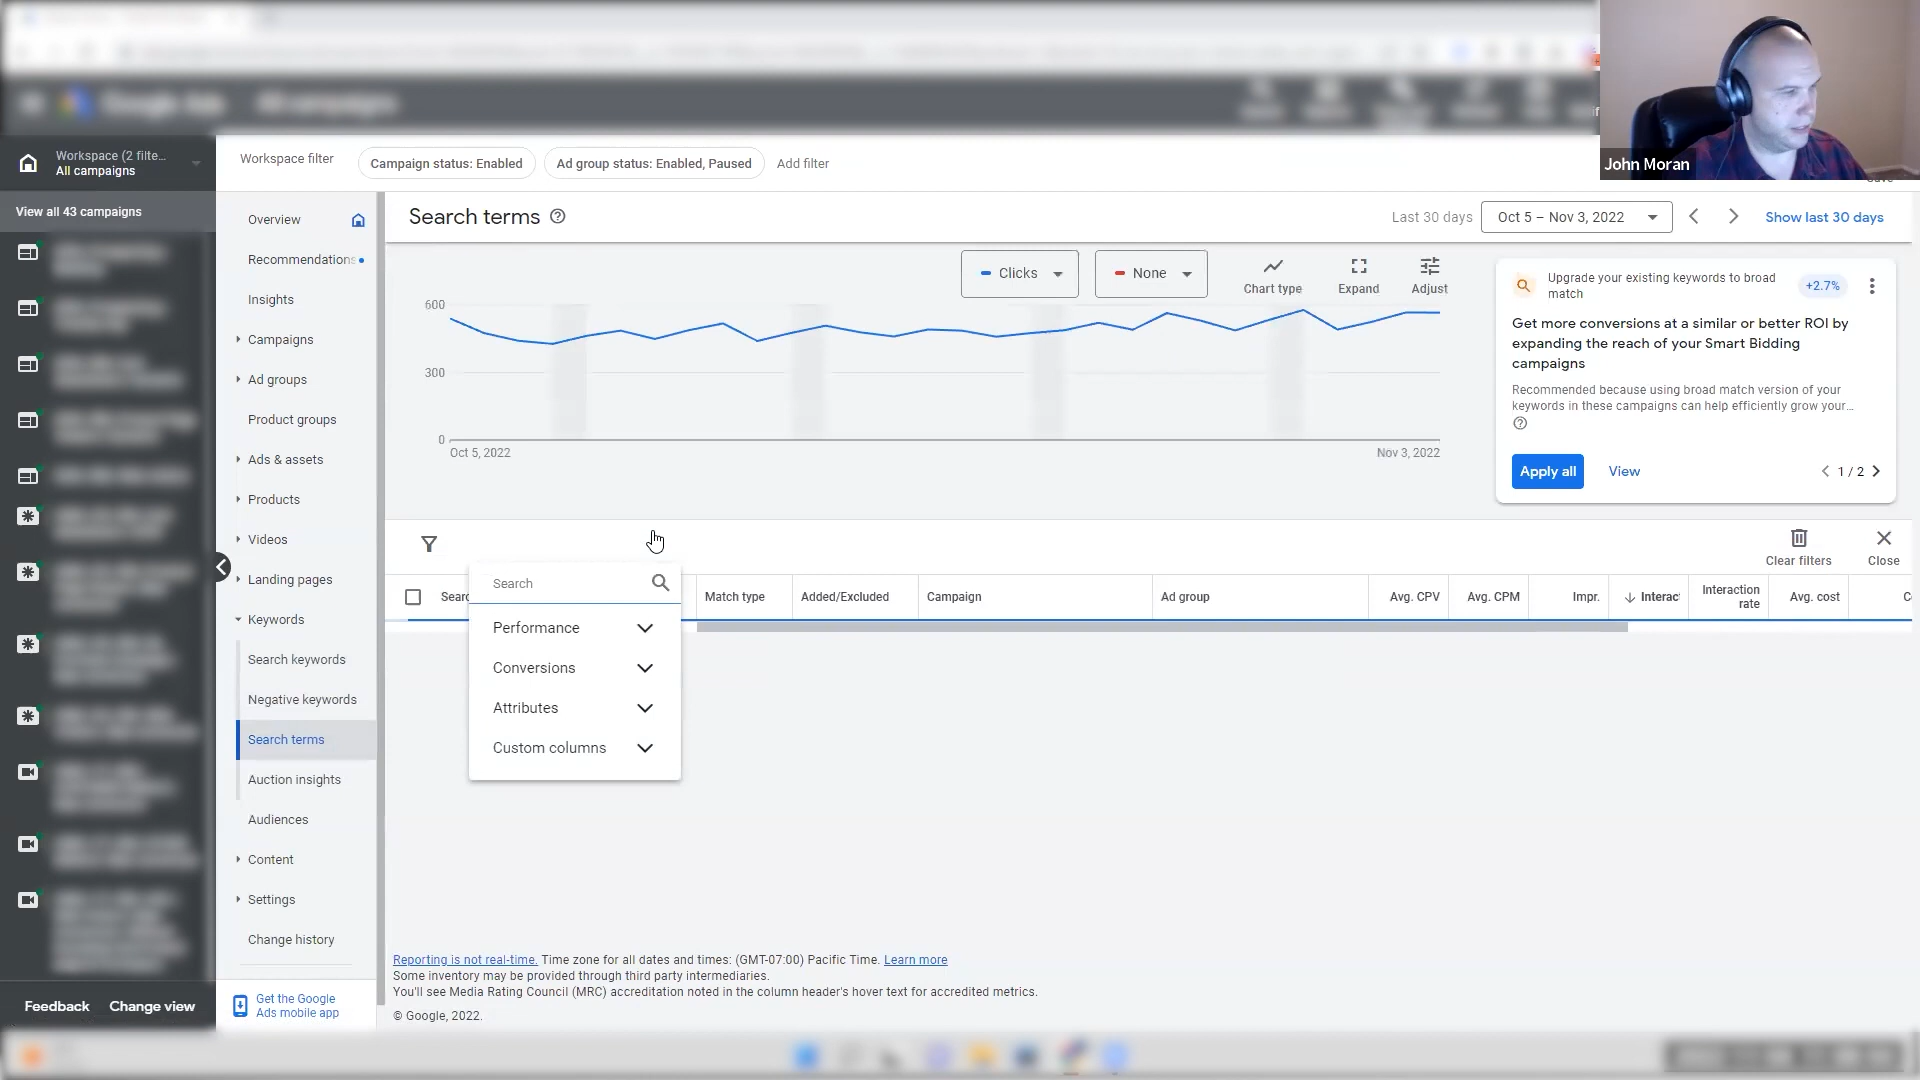 Google Ads
All campaigns
John Moran
Workspace (2 filte...
All campaigns
View all 43 campaigns
Feedback
Change view
Workspace filter
Campaign status: Enabled
Ad group status: Enabled, Paused
Add filter
Overview
Recommendations
Insights
Campaigns
Ad groups
Product groups
Ads & assets
Products
Videos
Landing pages
Keywords
Search keywords
Negative keywords
Search terms
Auction insights
Audiences
Content
Settings
Change history
Get the Google
Ads mobile app
Search terms
Last 30 days
Oct 5 – Nov 3, 2022
Show last 30 days
Clicks
None
Chart type
Expand
Adjust
600
300
0
Oct 5, 2022
Nov 3, 2022
Upgrade your existing keywords to broad
match
+2.7%
Get more conversions at a similar or better ROI by
expanding the reach of your Smart Bidding
campaigns
Recommended because using broad match version of your
keywords in these campaigns can help efficiently grow your...
Apply all
View
1 / 2
Clear filters
Close
Searc
Match type
Added/Excluded
Campaign
Ad group
Avg. CPV
Avg. CPM
Impr.
Interac
Interaction
rate
Avg. cost
Search
Performance
Conversions
Attributes
Custom columns
Reporting is not real-time. Time zone for all dates and times: (GMT-07:00) Pacific Time. Learn more
Some inventory may be provided through third party intermediaries.
You'll see Media Rating Council (MRC) accreditation noted in the column header's hover text for accredited metrics.
© Google, 2022.